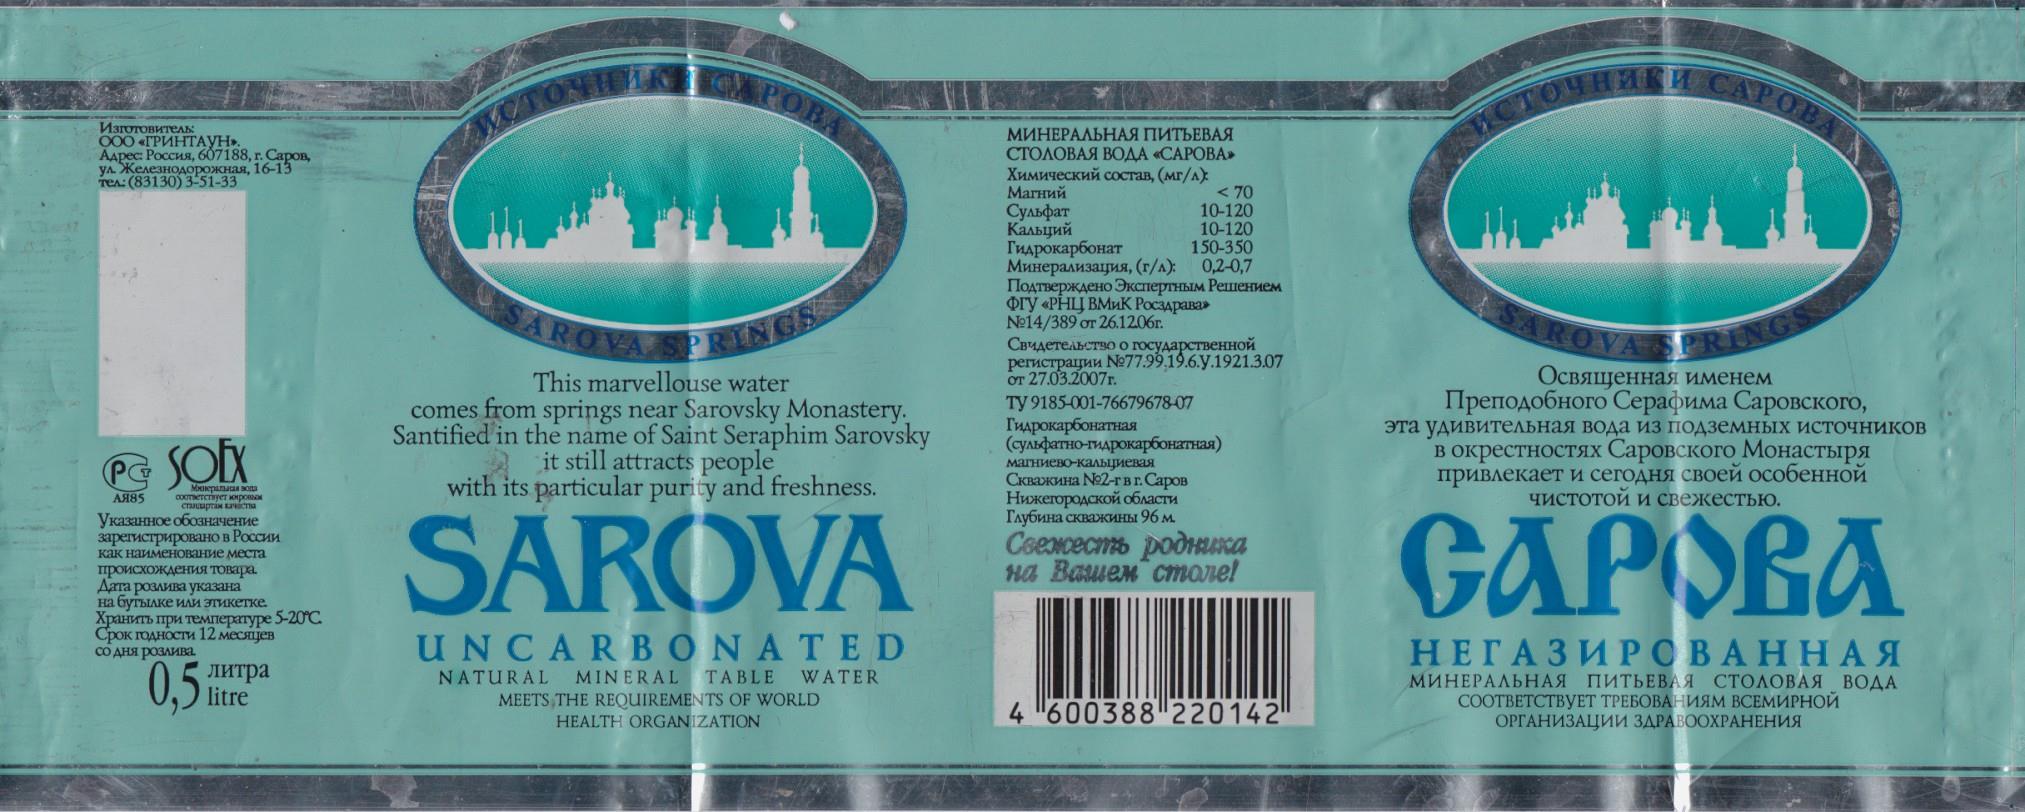 Изготовитель:
ООО «ГРИНТАУН».
Адрес: Россия, 607188, г. Саров,
ул. Железнодорожная, 16-13
тел.: (83130) 3-51-33
РСТ
АЯ85
SOEX
Минеральная вода
соответствует мировым
стандартам качества
Указанное обозначение
зарегистрировано в России
как наименование места
происхождения товара.
Дата розлива указана
на бутылке или этикетке.
Хранить при температуре 5-20°С.
Срок годности 12 месяцев
со дня розлива.
0,5 литра
litre
ИСТОЧНИКИ САРОВА
SAROVA SPRINGS
This marvellouse water
comes from springs near Sarovsky Monastery.
Santified in the name of Saint Seraphim Sarovsky
it still attracts people
with its particular purity and freshness.
SAROVA
UNCARBONATED
NATURAL MINERAL TABLE WATER
MEETS THE REQUIREMENTS OF WORLD
HEALTH ORGANIZATION
МИНЕРАЛЬНАЯ ПИТЬЕВАЯ
СТОЛОВАЯ ВОДА «САРОВА»
Химический состав, (мг/л):
Магний < 70
Сульфат 10-120
Кальций 10-120
Гидрокарбонат 150-350
Минерализация, (г/л): 0,2-0,7
Подтверждено Экспертным Решением
ФГУ «РНЦ ВМиК Росздрава»
№14/389 от 26.12.06г.
Свидетельство о государственной
регистрации №77.99.19.6.У.1921.3.07
от 27.03.2007г.
ТУ 9185-001-76679678-07
Гидрокарбонатная
(сульфатно-гидрокарбонатная)
магниево-кальциевая
Скважина №2-г в г. Саров
Нижегородской области
Глубина скважины 96 м.
Свежесть родника
на Вашем столе!
4 600388 220142
ИСТОЧНИКИ САРОВА
SAROVA SPRINGS
Освященная именем
Преподобного Серафима Саровского,
эта удивительная вода из подземных источников
в окрестностях Саровского Монастыря
привлекает и сегодня своей особенной
чистотой и свежестью.
САРОВА
НЕГАЗИРОВАННАЯ
МИНЕРАЛЬНАЯ ПИТЬЕВАЯ СТОЛОВАЯ ВОДА
СООТВЕТСТВУЕТ ТРЕБОВАНИЯМ ВСЕМИРНОЙ
ОРГАНИЗАЦИИ ЗДРАВООХРАНЕНИЯ